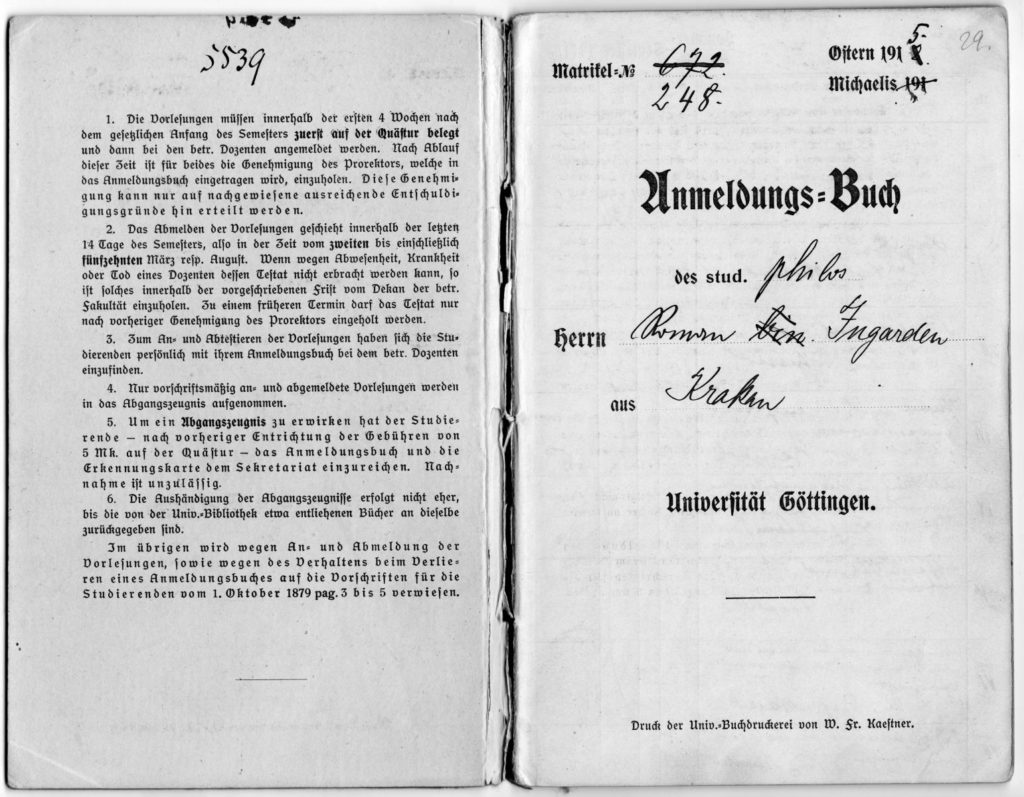 5539
1. Die Vorlesungen müssen innerhalb der ersten 4 Wochen nach
dem gesetzlichen Anfang des Semesters zuerst auf der Quästur belegt
und dann bei den betr. Dozenten angemeldet werden. Nach Ablauf
dieser Zeit ist für beides die Genehmigung des Prorektors, welche in
das Anmeldungsbuch eingetragen wird, einzuholen. Diese Genehmi-
gung kann nur auf nachgewiesene ausreichende Entschuldi-
gungsgründe hin erteilt werden.
2. Das Abmelden der Vorlesungen geschieht innerhalb der letzten
14 Tage des Semesters, also in der Zeit vom zweiten bis einschließlich
fünfzehnten März resp. August. Wenn wegen Abwesenheit, Krankheit
oder Tod eines Dozenten dessen Testat nicht erbracht werden kann, so
ist solches innerhalb der vorgeschriebenen Frist vom Dekan der betr.
Fakultät einzuholen. Zu einem früheren Termin darf das Testat nur
nach vorheriger Genehmigung des Prorektors eingeholt werden.
3. Zum An- und Abtestieren der Vorlesungen haben sich die Stu-
dierenden persönlich mit ihrem Anmeldungsbuch bei dem betr. Dozenten
einzufinden.
4. Nur vorschriftsmäßig an- und abgemeldete Vorlesungen werden
in das Abgangszeugnis aufgenommen.
5. Um ein Abgangszeugnis zu erwirken hat der Studie-
rende – nach vorheriger Entrichtung der Gebühren von
5 Mk. auf der Quästur – das Anmeldungsbuch und die
Erkennungskarte dem Sekretariat einzureichen. Nach-
nahme ist unzulässig.
6. Die Aushändigung der Abgangszeugnisse erfolgt nicht eher,
bis die von der Univ.-Bibliothek etwa entliehenen Bücher an dieselbe
zurückgegeben sind.
Im übrigen wird wegen An- und Abmeldung der
Vorlesungen, sowie wegen des Verhaltens beim Verlie-
ren eines Anmeldungsbuches auf die Vorschriften für die
Studierenden vom 1. Oktober 1879 pag. 3 bis 5 verwiesen.
29.
Ostern 1915.
Matrikel-№ 672.
Michaelis 191
248.
Anmeldungs-Buch
des stud. philos
Herrn Roman Ingarden
aus Krakau
Universität Göttingen.
Druck der Univ.-Buchdruckerei von W. Fr. Kaestner.